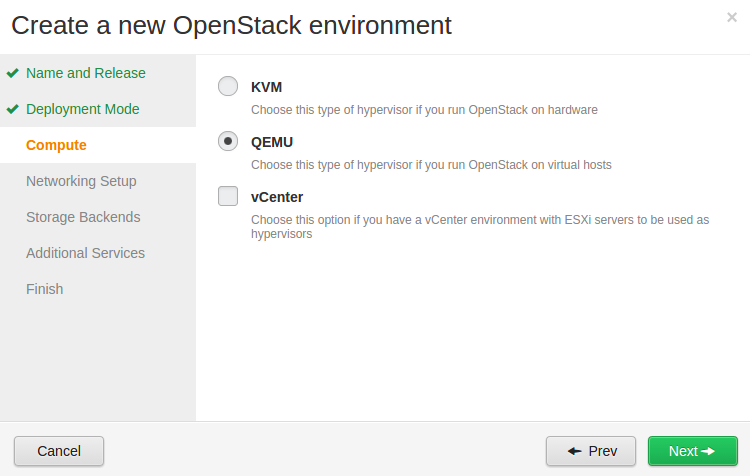 Create a new OpenStack environment
×
Name and Release
Deployment Mode
Compute
Networking Setup
Storage Backends
Additional Services
Finish
KVM
Choose this type of hypervisor if you run OpenStack on hardware
QEMU
Choose this type of hypervisor if you run OpenStack on virtual hosts
vCenter
Choose this option if you have a vCenter environment with ESXi servers to be used as
hypervisors
Cancel
Prev
Next